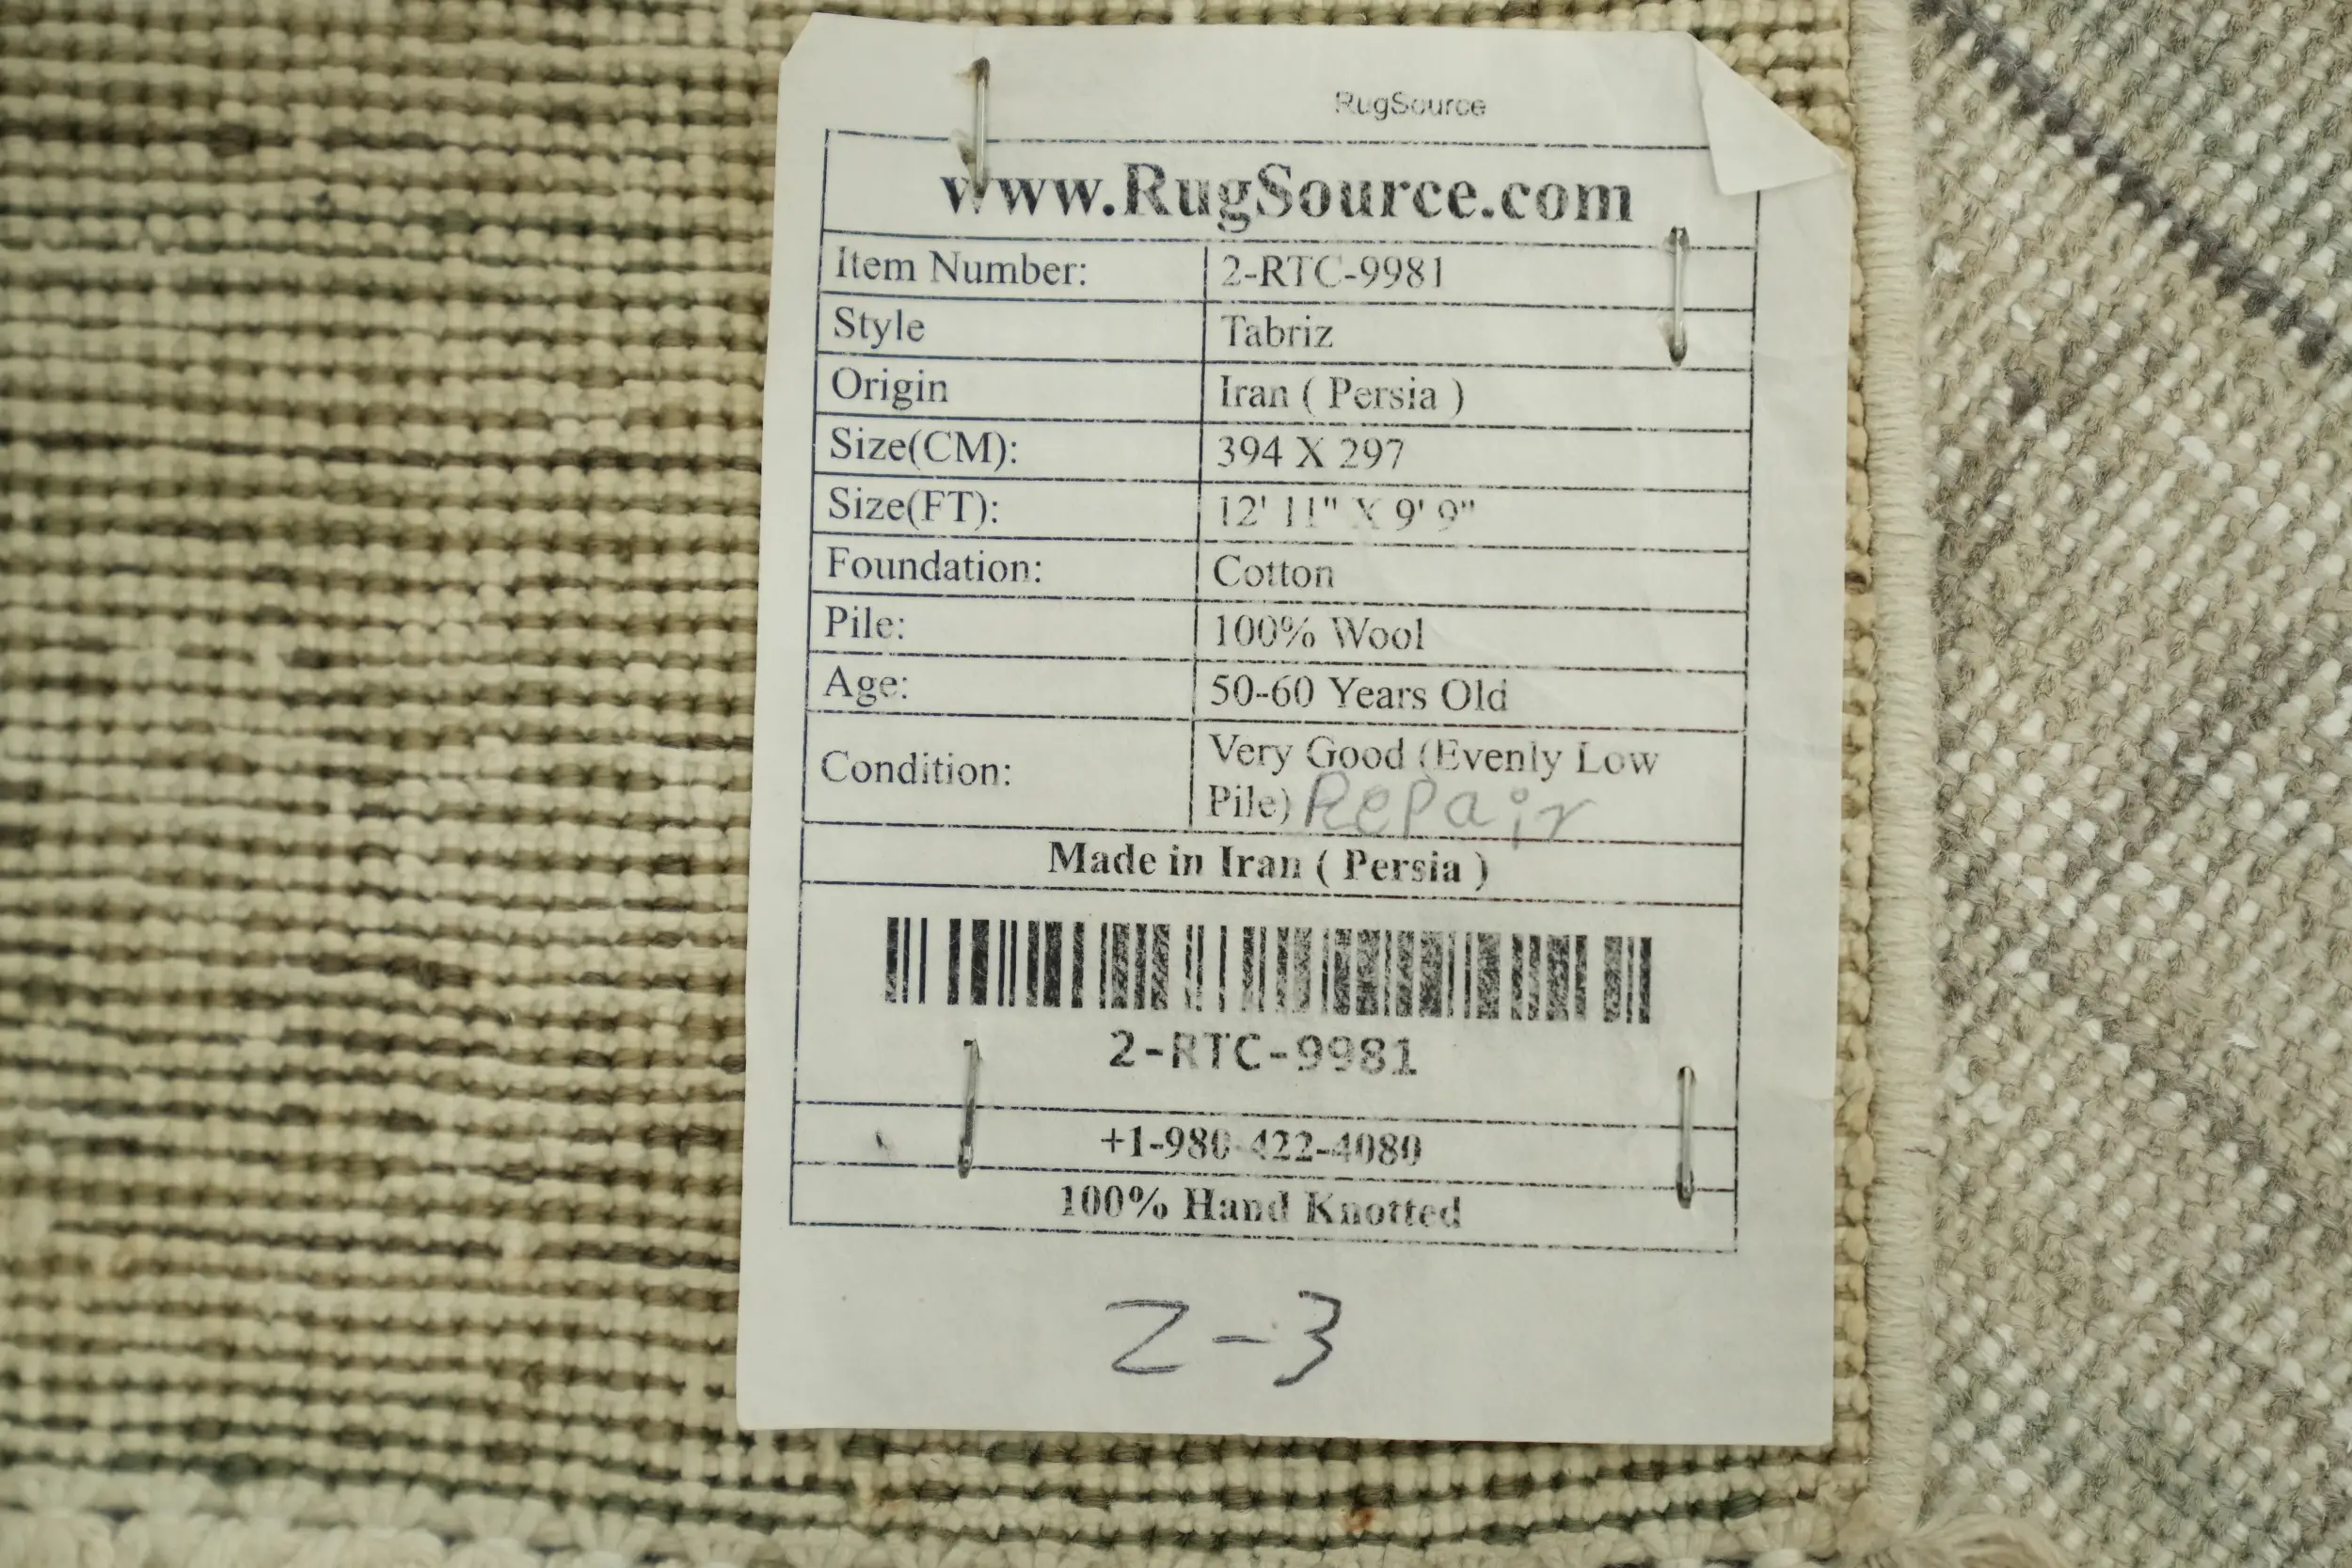 RugSource
www.RugSource.com
Item Number: 2-RTC-9981
Style Tabriz
Origin Iran ( Persia )
Size(CM): 394 X 297
Size(FT): 12' 11" X 9' 9"
Foundation: Cotton
Pile: 100% Wool
Age: 50-60 Years Old
Condition: Very Good (Evenly Low
Pile) Repair
Made in Iran ( Persia )
2-RTC-9981
+1-980-422-4080
100% Hand Knotted
Z-3